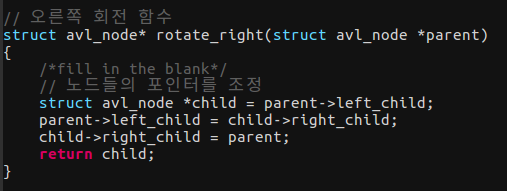 // 오른쪽 회전 함수
struct avl_node* rotate_right(struct avl_node *parent)
{
    /*fill in the blank*/
    // 노드들의 포인터를 조정
    struct avl_node *child = parent->left_child;
    parent->left_child = child->right_child;
    child->right_child = parent;
    return child;
}